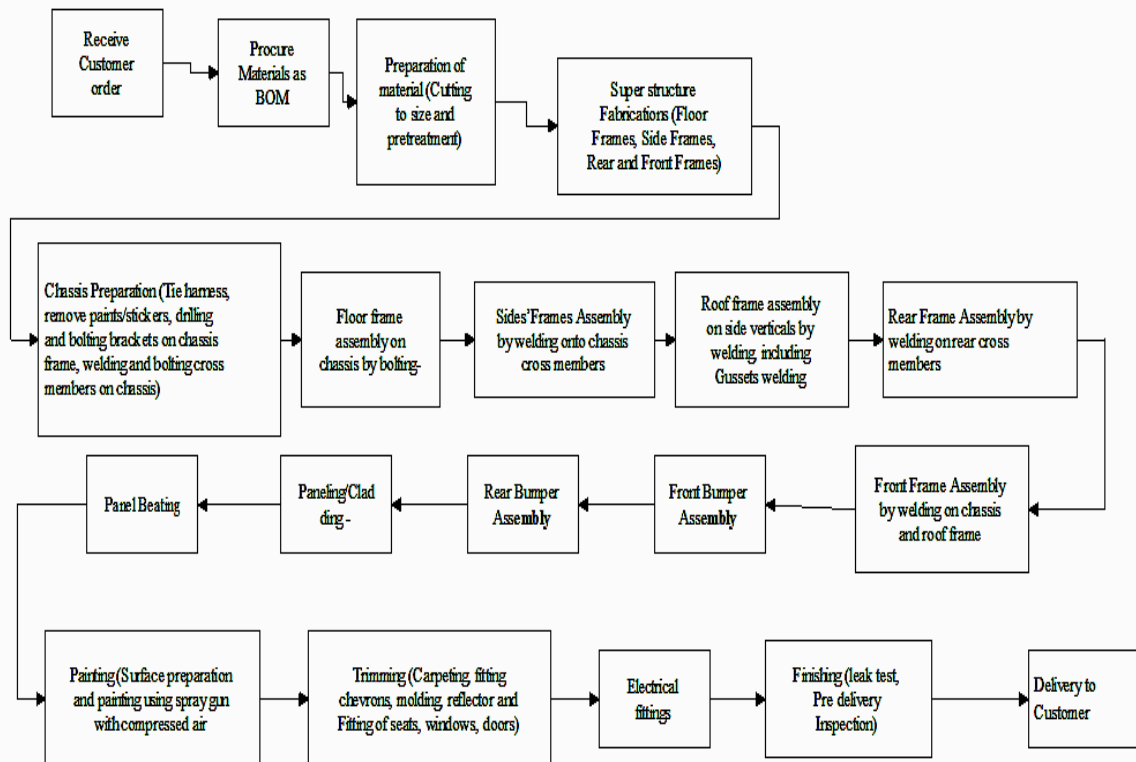 Receive
Customer
order
Procure
Materials as
BOM
Preparation of
material (Cutting
to size and
pretreatment)
Super structure
Fabrications (Floor
Frames, Side Frames,
Rear and Front Frames)
Chassis Preparation (Tie harness,
remove paints/stickers, drilling
and bolting brackets on chassis
frame, welding and bolting cross
members on chassis)
Floor frame
assembly on
chassis by bolting-
Sides'Frames Assembly
by welding onto chassis
cross members
Roof frame assembly
on side verticals by
welding, including
Gussets welding
Rear Frame Assembly by
welding on rear cross
members
Panel Beating
Paneling/Clad
ding -
Rear Bumper
Assembly
Front Bumper
Assembly
Front Frame Assembly
by welding on chassis
and roof frame
Painting (Surface preparation
and painting using spray gun
with compressed air
Trimming (Carpeting, fitting
chevrons, molding, reflector and
Fitting of seats, windows, doors)
Electrical
fittings
Finishing (leak test,
Pre delivery
Inspection)
Delivery to
Customer